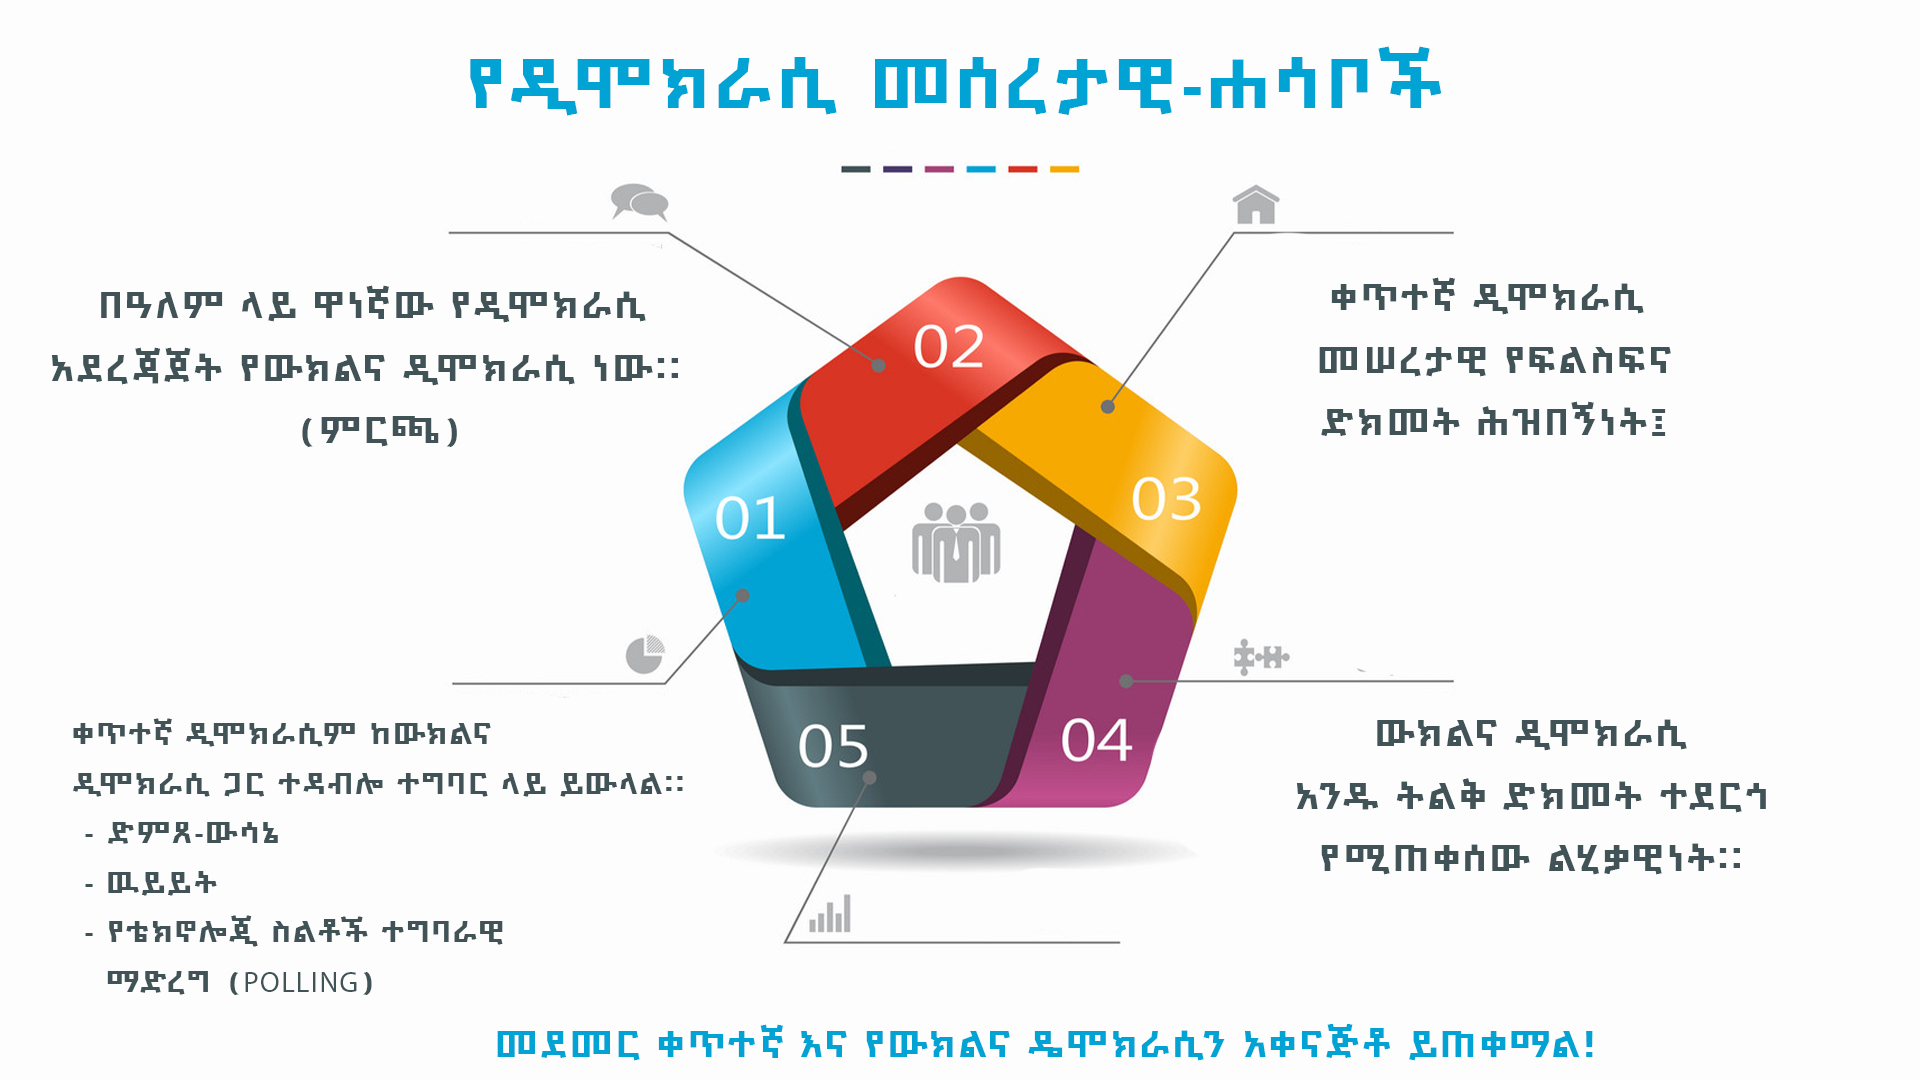 የዲሞክራሲ መሰረታዊ-ሐሳቦች
በዓለም ላይ ዋነኛው የዲሞክራሲ
አደረጃጀት የውክልና ዲሞክራሲ ነው፡፡
(ምርጫ)
ቀጥተኛ ዲሞክራሲ
መሠረታዊ የፍልስፍና
ድክመት ሕዝበኝነት፤
02
03
01
05
04
ቀጥተኛ ዲሞክራሲም ከውክልና
ዲሞክራሲ ጋር ተዳብሎ ተግባር ላይ ይውላል፡፡
- ድምጸ-ውሳኔ
- ዉይይት
- የቴክኖሎጂ ስልቶች ተግባራዊ
ማድረግ (POLLING)
ውክልና ዲሞክራሲ
አንዱ ትልቅ ድክመት ተደርጎ
የሚጠቀሰው ልሂቃዊነት፡፡
መደመር ቀጥተኛ እና የውክልና ዴሞክራሲን አቀናጅቶ ይጠቀማል!